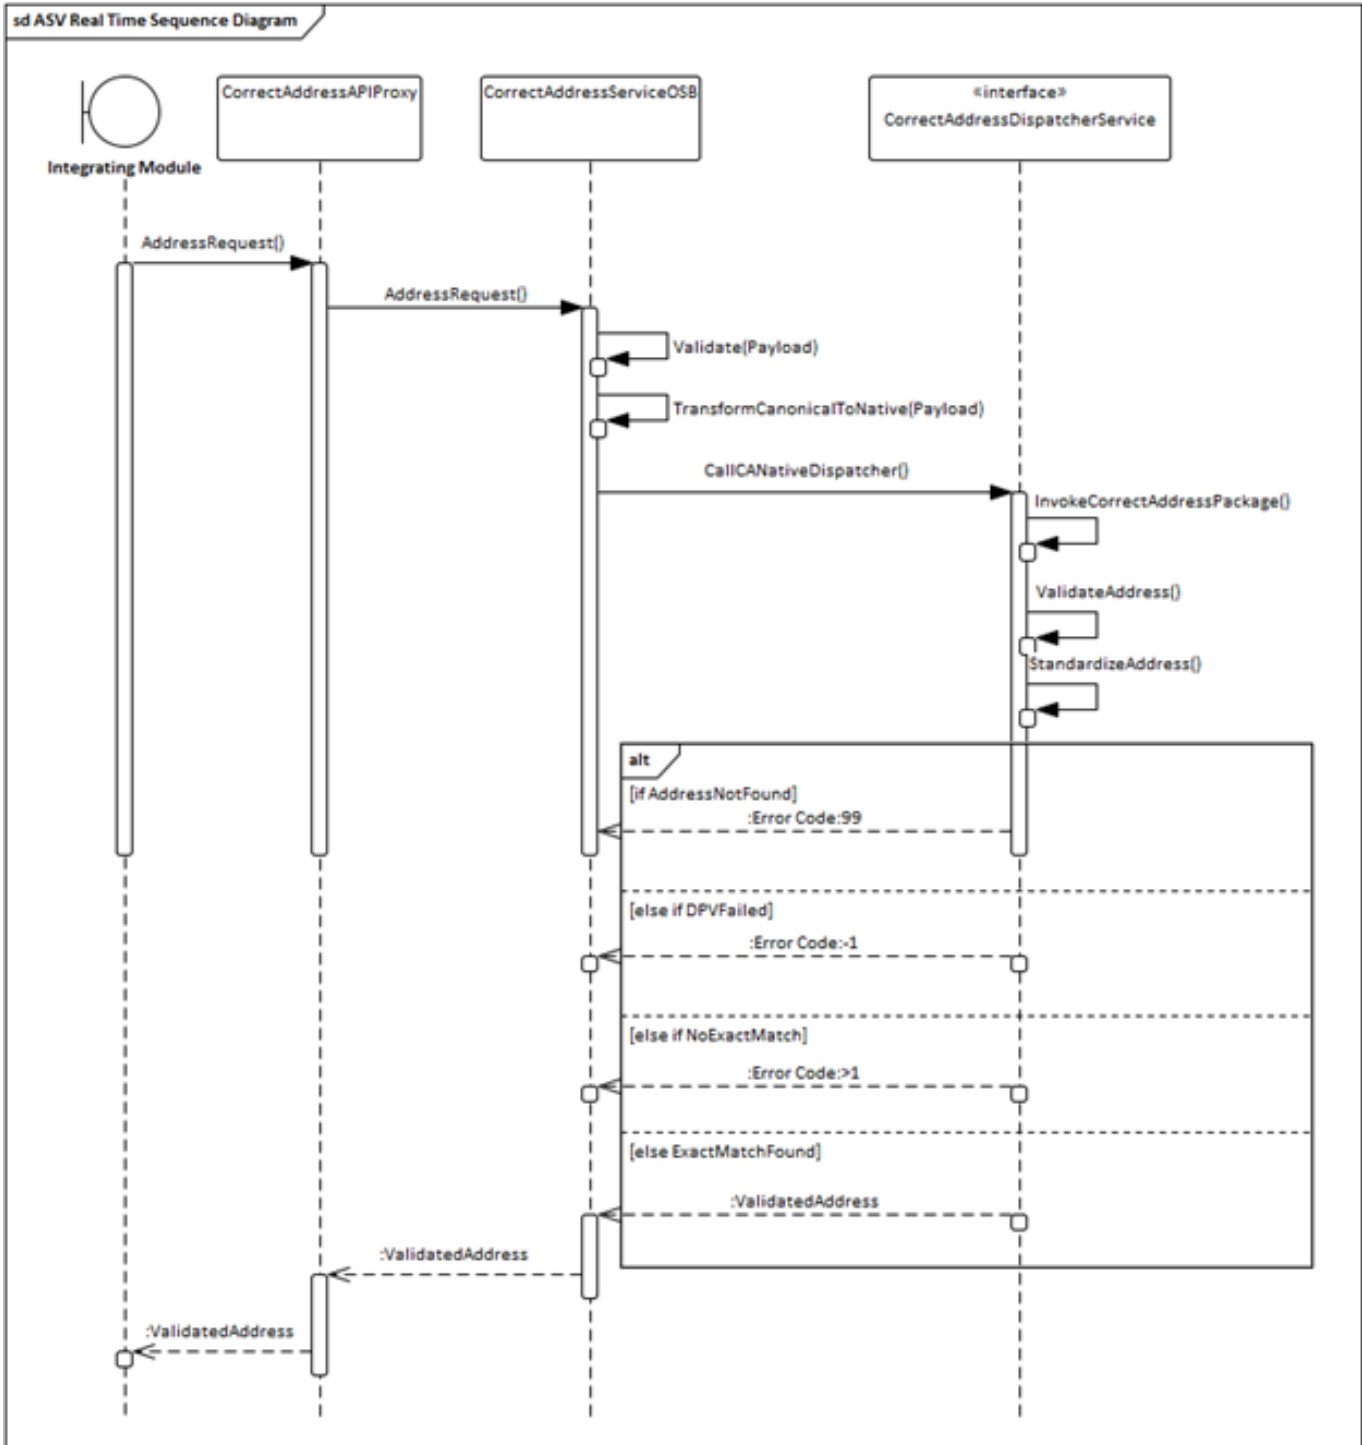 sd ASV Real Time Sequence Diagram
CorrectAddressAPIProxy
CorrectAddressServiceOSB
«interface»
CorrectAddressDispatcherService
Integrating Module
AddressRequest()
AddressRequest()
Validate(Payload)
TransformCanonicalToNative(Payload)
CallCANativeDispatcher()
InvokeCorrectAddressPackage()
ValidateAddress()
StandardizeAddress()
alt
[if AddressNotFound]
:Error Code:99
[else if DPVFailed]
:Error Code:-1
[else if NoExactMatch]
:Error Code:>1
[else ExactMatchFound]
:ValidatedAddress
:ValidatedAddress
:ValidatedAddress